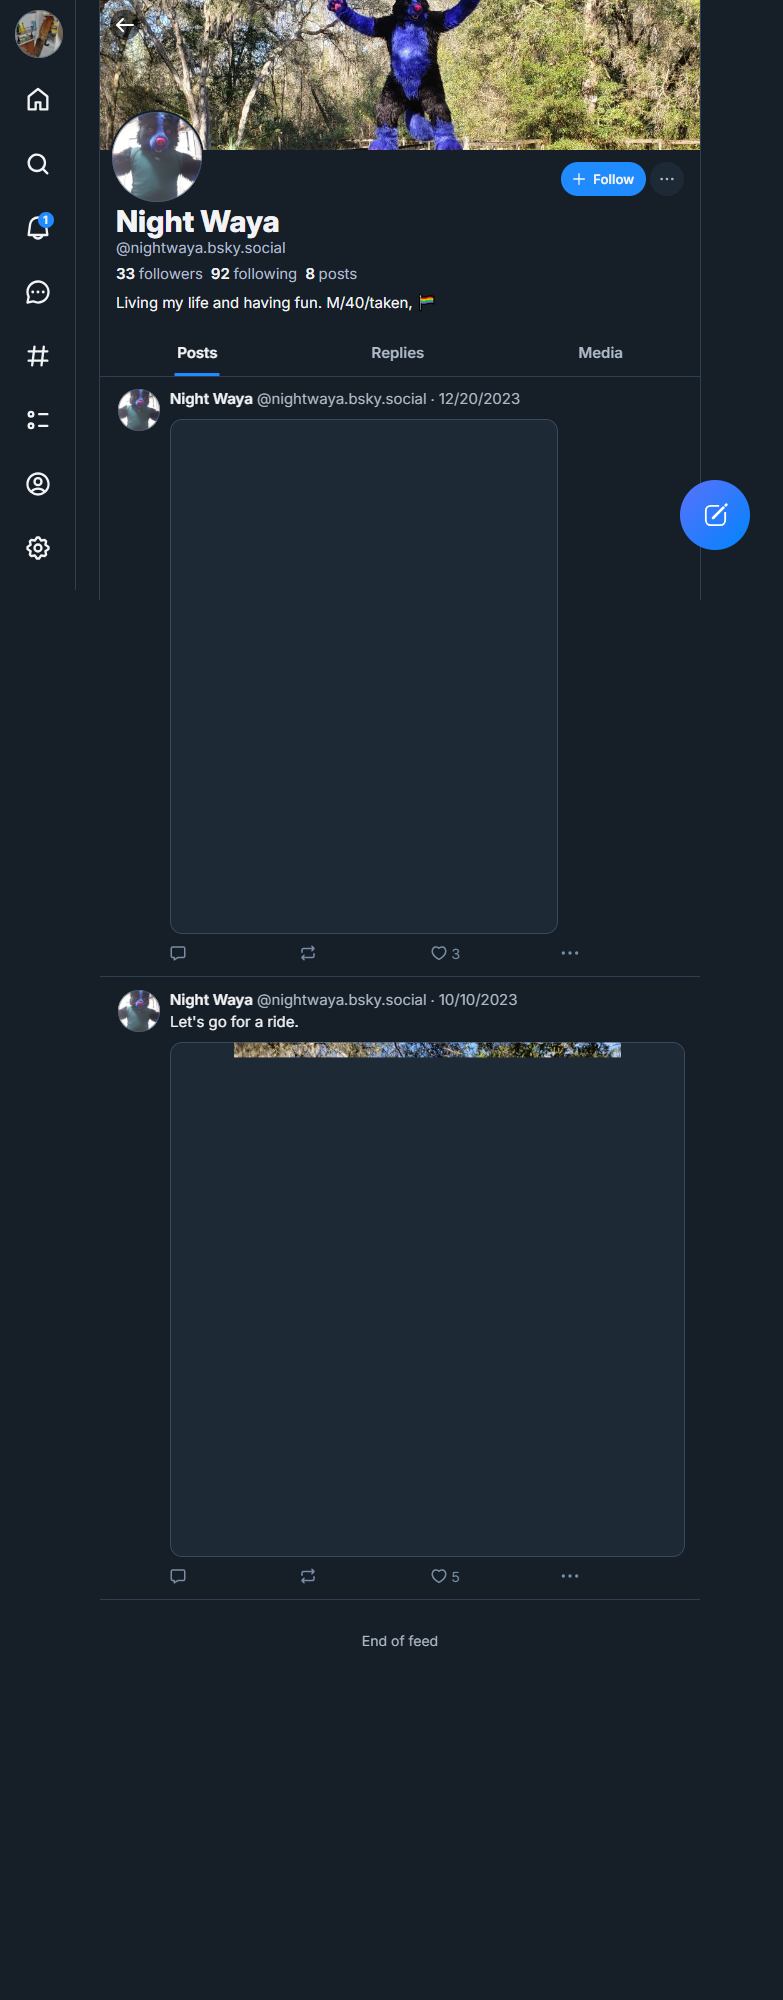 1
Follow
Night Waya
@nightwaya.bsky.social
33 followers 92 following 8 posts
Living my life and having fun. M/40/taken, 🏳️‍🌈
Posts Replies Media
Night Waya @nightwaya.bsky.social · 12/20/2023
3
Night Waya @nightwaya.bsky.social · 10/10/2023
Let's go for a ride.
5
End of feed